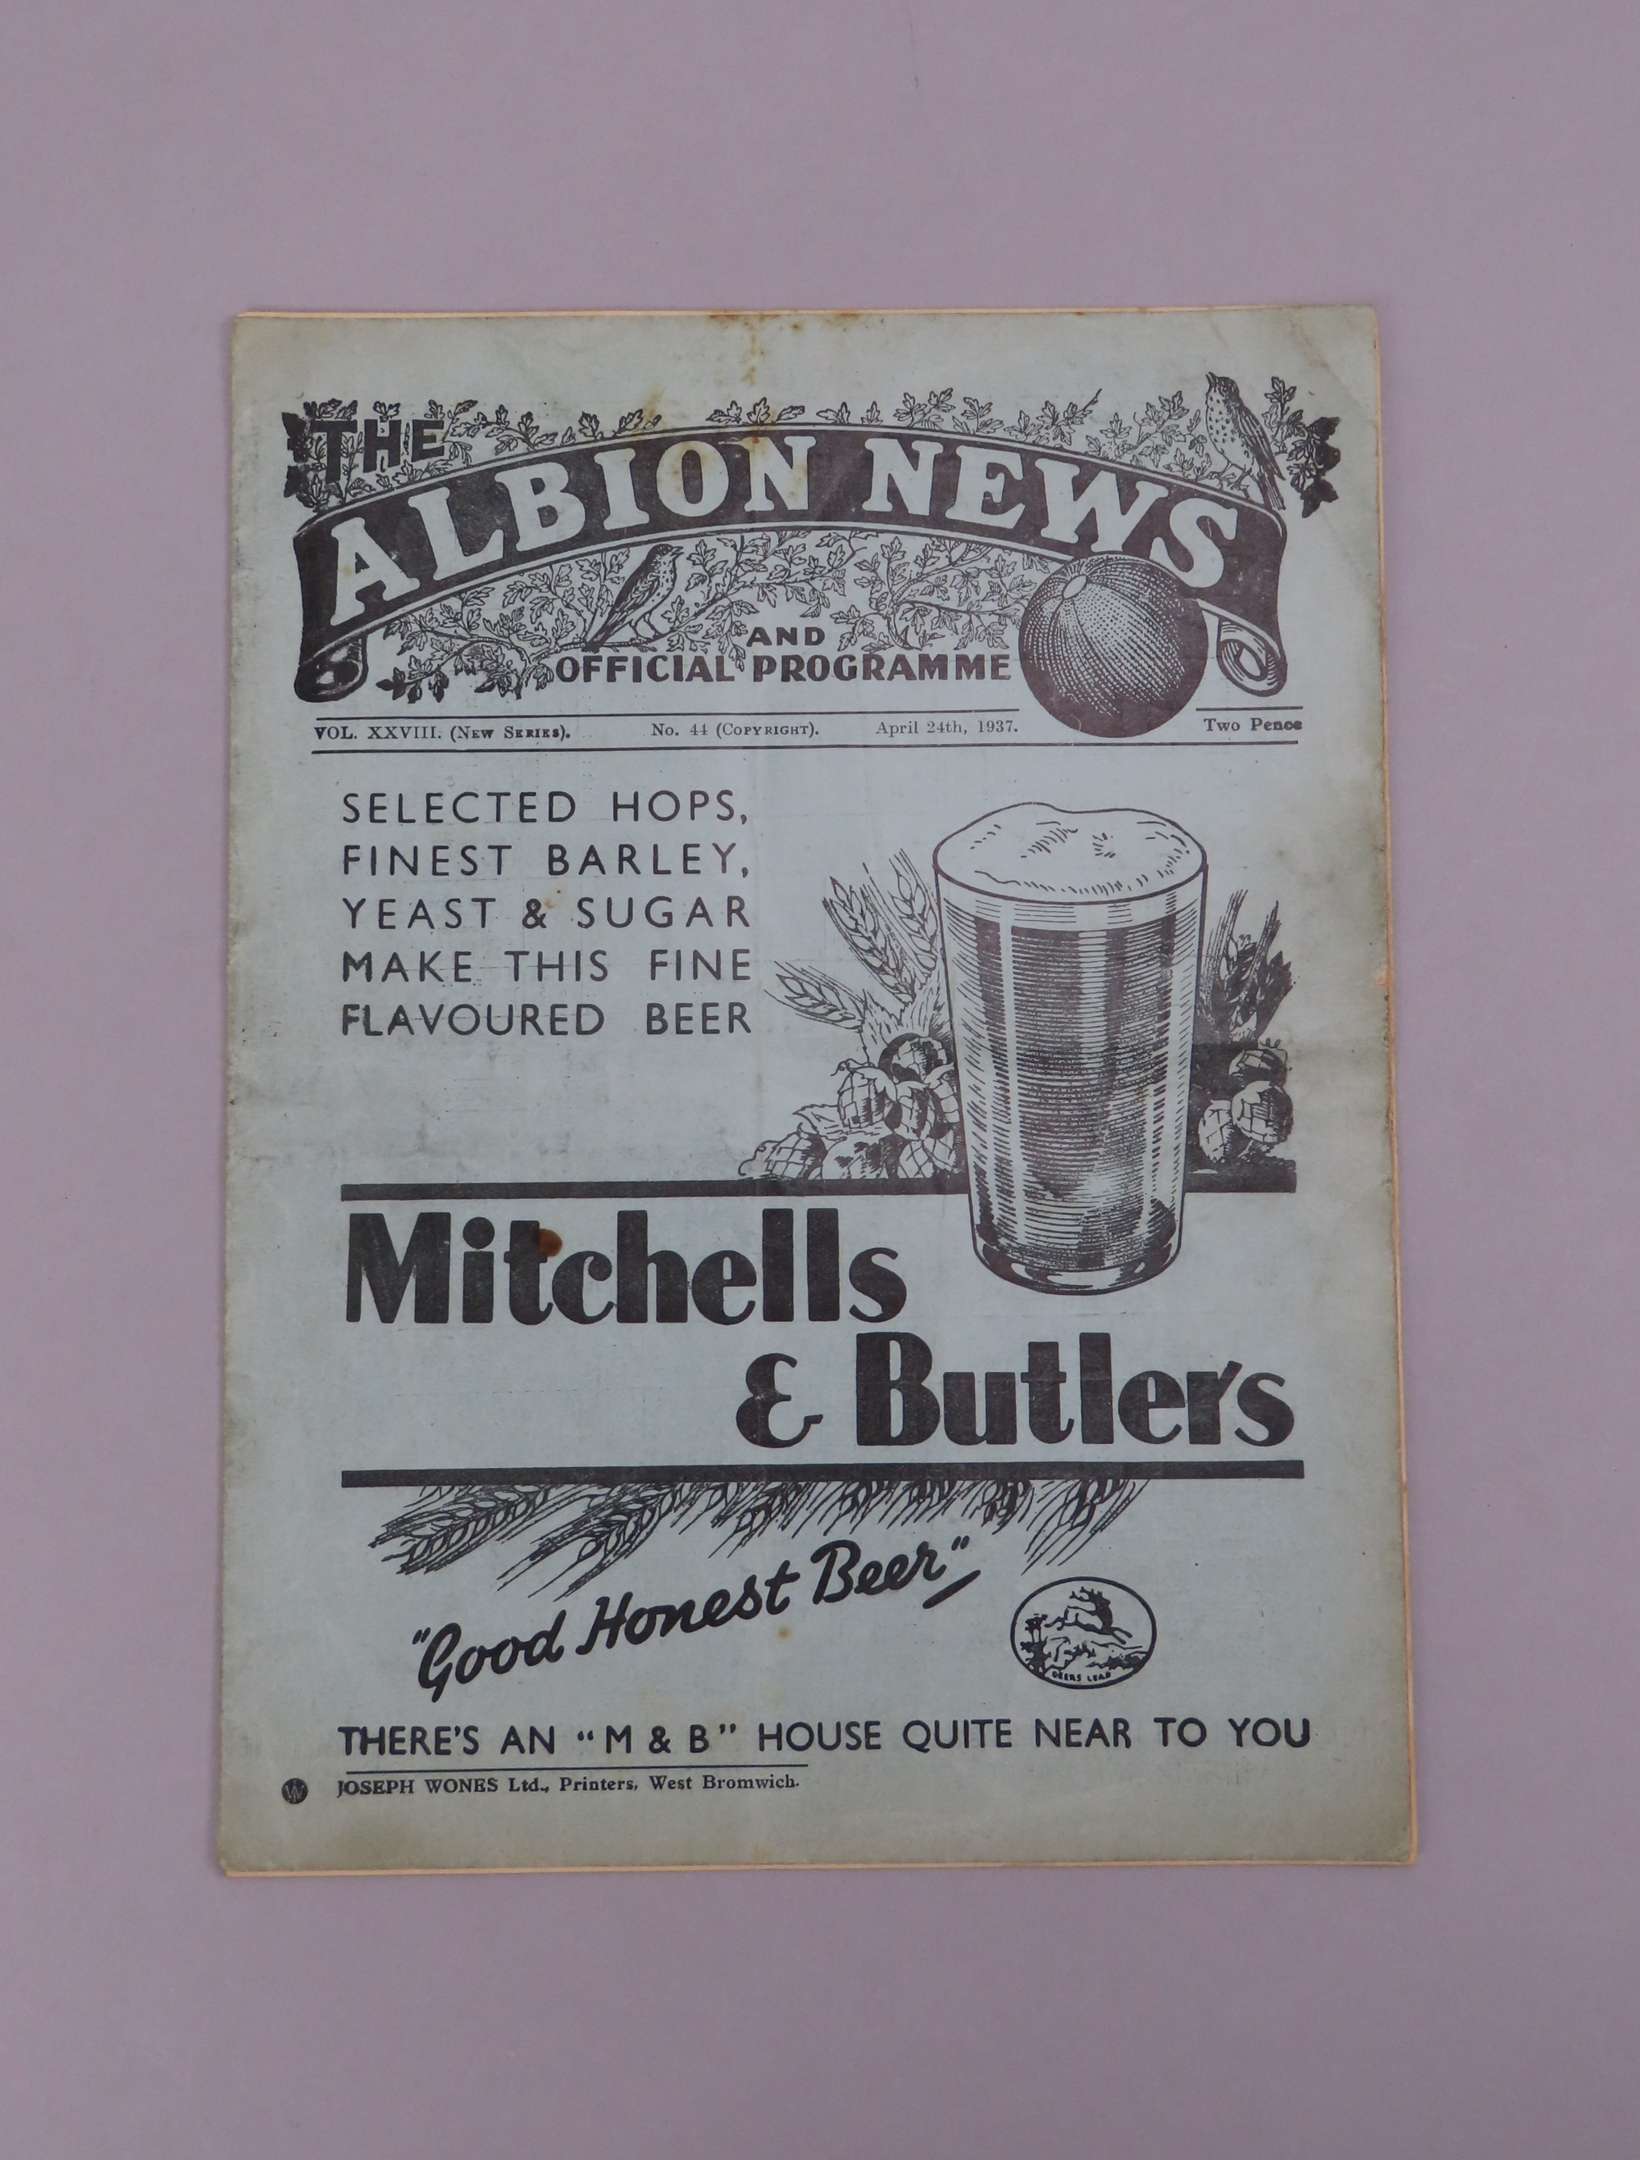 THE
ALBION NEWS
AND
OFFICIAL PROGRAMME
VOL. XXVIII. (New Series). No. 44 (Copyright). April 24th, 1937. Two Pence
SELECTED HOPS,
FINEST BARLEY,
YEAST & SUGAR
MAKE THIS FINE
FLAVOURED BEER
Mitchells
& Butlers
"Good Honest Beer"
DEERS LEAP
THERE'S AN "M & B" HOUSE QUITE NEAR TO YOU
W JOSEPH WONES Ltd., Printers, West Bromwich.